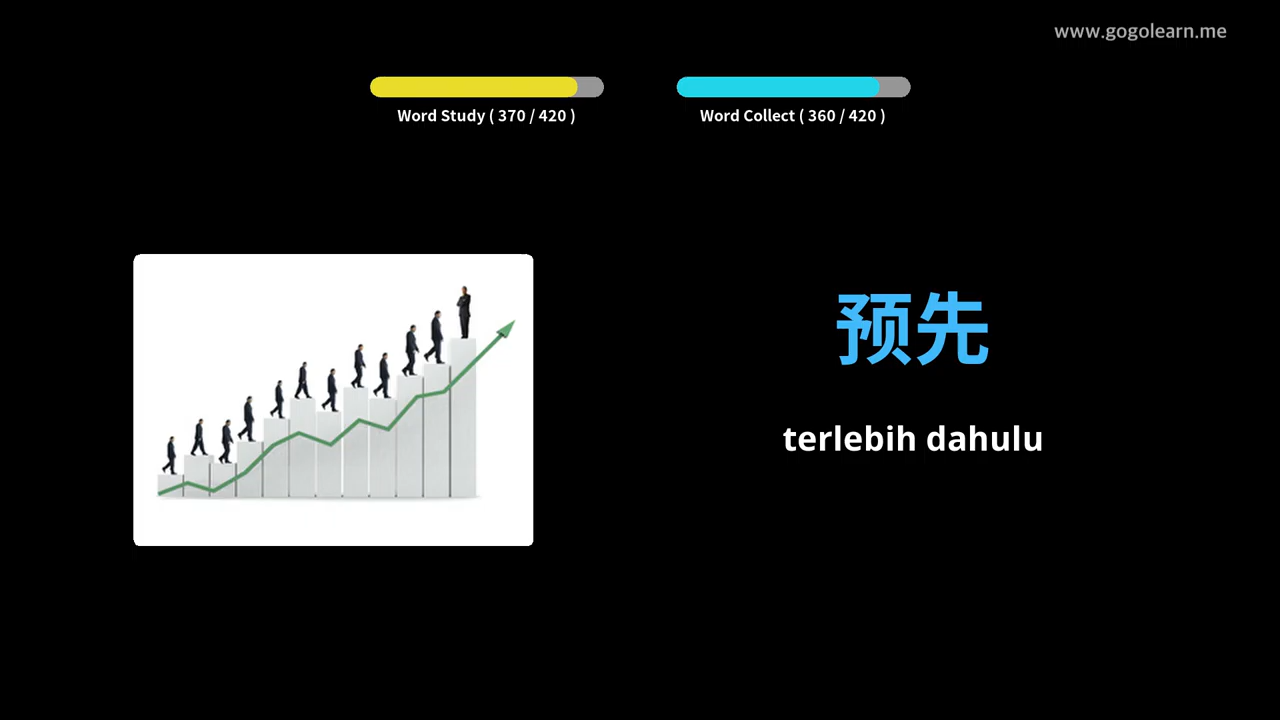 www.gogolearn.me
Word Study ( 370 / 420 )
Word Collect ( 360 / 420 )
预先
terlebih dahulu